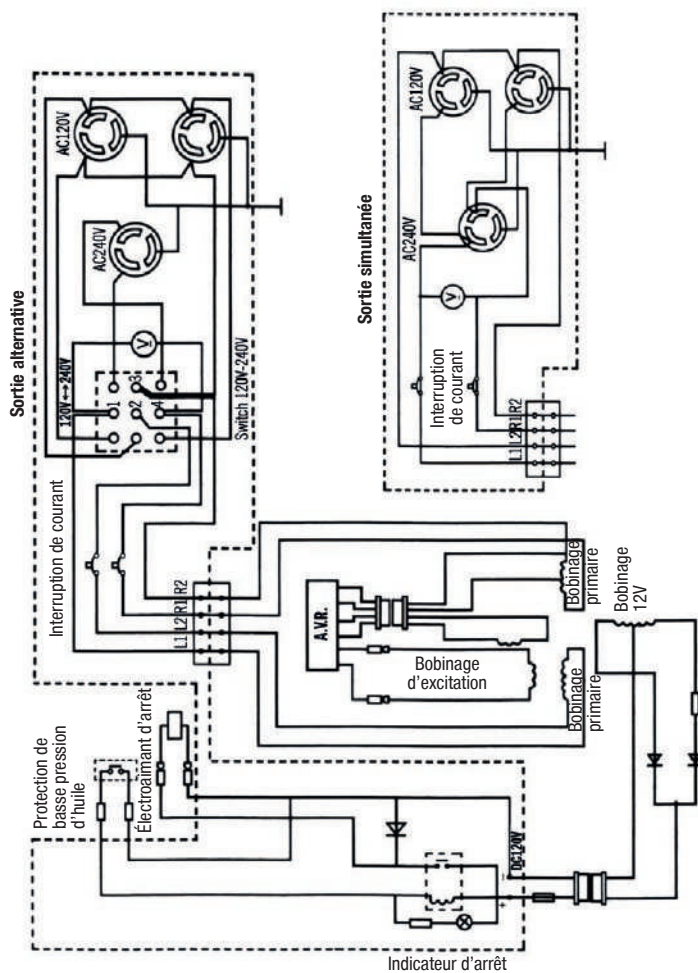 Sortie alternative
AC120V
AC240V
120V↔240V
1
2
3
4
V
Switch 120V-240V
Interruption de courant
L1 L2 R1 R2
Sortie simultanée
AC120V
AC240V
V
Interruption
de courant
L1 L2 R1 R2
A.V.R.
Bobinage
d'excitation
Bobinage
primaire
Bobinage
primaire
Bobinage
12V
Protection de
basse pression
d'huile
Électroaimant d'arrêt
DC120V
+
−
Indicateur d'arrêt